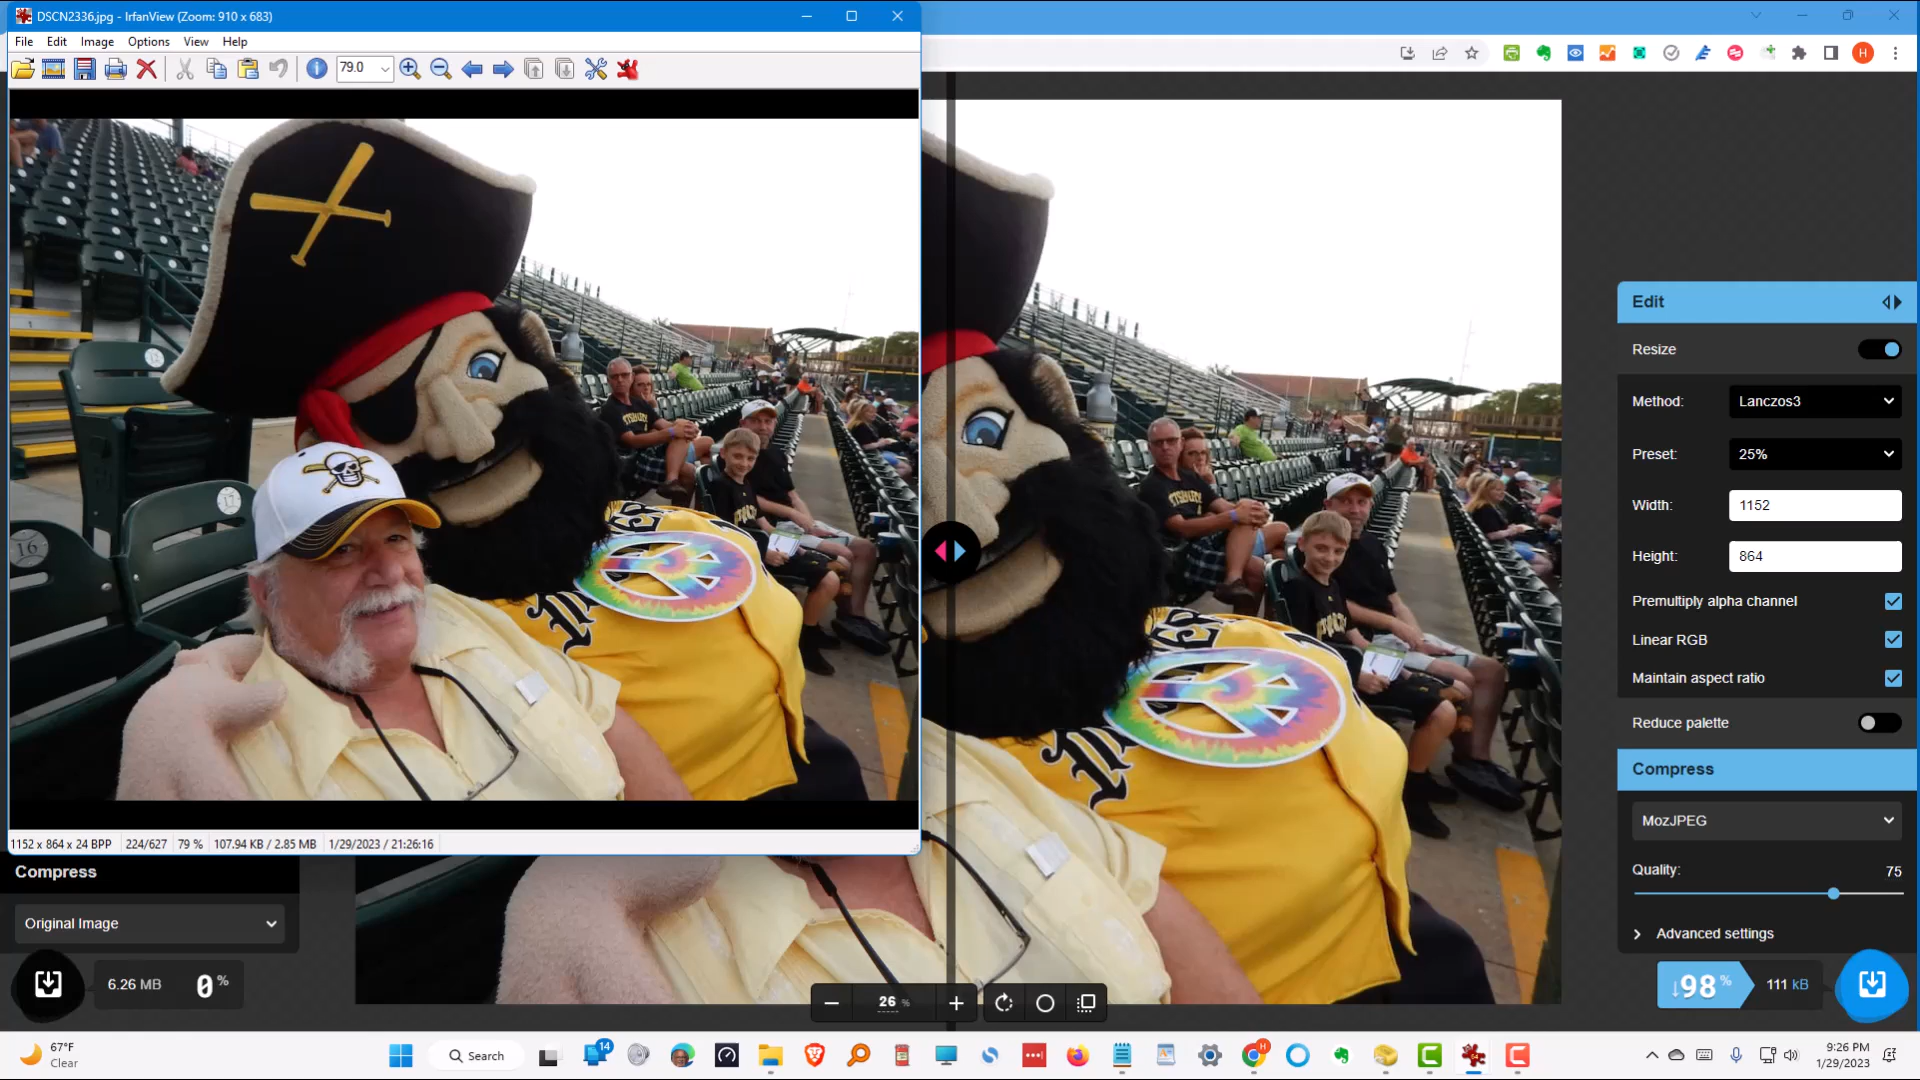 DSCN2336.jpg - IrfanView (Zoom: 910 x 683)
File Edit Image Options View Help
79.0
H
12
17
16
1152 x 864 x 24 BPP 224/627 79 % 107.94 KB / 2.85 MB 1/29/2023 / 21:26:16
Compress
Original Image
6.26 MB 0 %
26 %
Edit
Resize
Method: Lanczos3
Preset: 25%
Width: 1152
Height: 864
Premultiply alpha channel
Linear RGB
Maintain aspect ratio
Reduce palette
Compress
MozJPEG
Quality: 75
Advanced settings
↓98 % 111 kB
67°F
Clear
Search
14
H
9:26 PM
1/29/2023